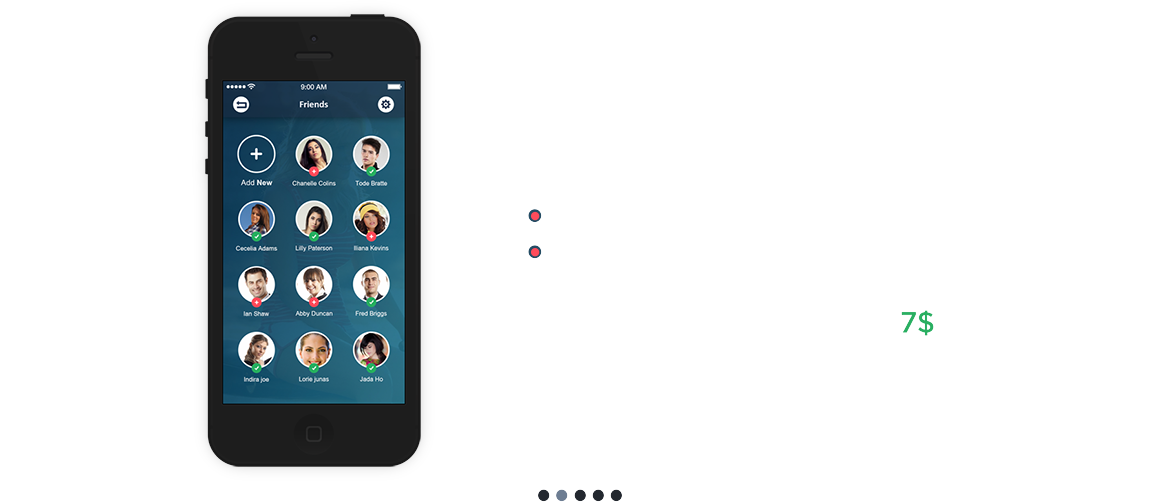 9:00 AM
Friends
Add New
Chanelle Colins
Tode Bratte
Cecelia Adams
Lilly Paterson
Iliana Kevins
Ian Shaw
Abby Duncan
Fred Briggs
Indira joe
Lorie junas
Jada Ho
7$